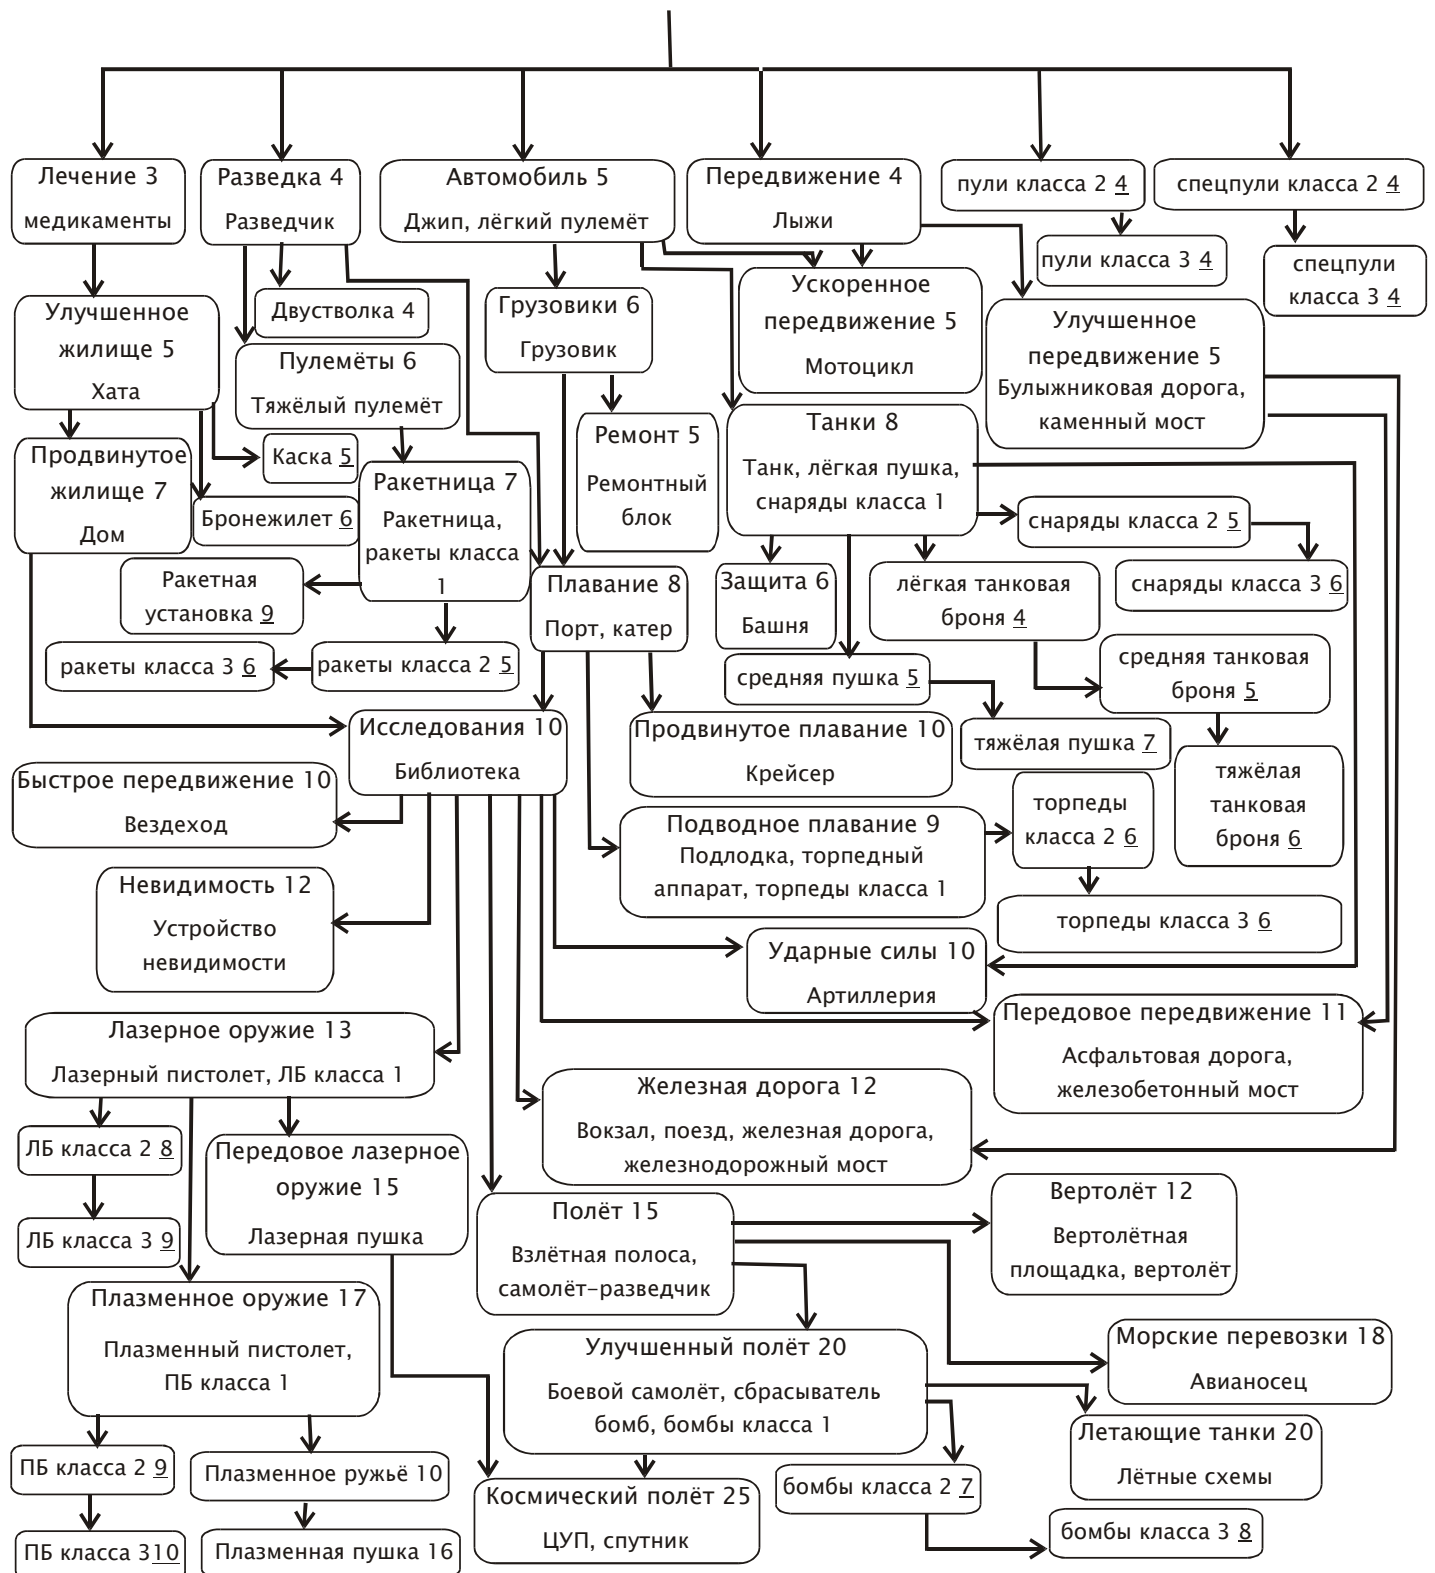 Лечение 3
медикаменты
Разведка 4
Разведчик
Автомобиль 5
Джип, лёгкий пулемёт
Передвижение 4
Лыжи
пули класса 2 4
спецпули класса 2 4
пули класса 3 4
спецпули
класса 3 4
Улучшенное
жилище 5
Хата
Двустволка 4
Грузовики 6
Грузовик
Ускоренное
передвижение 5
Мотоцикл
Улучшенное
передвижение 5
Булыжниковая дорога,
каменный мост
Пулемёты 6
Тяжёлый пулемёт
Продвинутое
жилище 7
Дом
Каска 5
Бронежилет 6
Ракетница 7
Ракетница,
ракеты класса
1
Ремонт 5
Ремонтный
блок
Танки 8
Танк, лёгкая пушка,
снаряды класса 1
снаряды класса 2 5
снаряды класса 3 6
Ракетная
установка 9
Плавание 8
Порт, катер
Защита 6
Башня
лёгкая танковая
броня 4
ракеты класса 3 6
ракеты класса 2 5
средняя пушка 5
средняя танковая
броня 5
Исследования 10
Библиотека
Продвинутое плавание 10
Крейсер
тяжёлая пушка 7
тяжёлая
танковая
броня 6
Быстрое передвижение 10
Вездеход
Подводное плавание 9
Подлодка, торпедный
аппарат, торпеды класса 1
торпеды
класса 2 6
торпеды класса 3 6
Невидимость 12
Устройство
невидимости
Ударные силы 10
Артиллерия
Передовое передвижение 11
Асфальтовая дорога,
железобетонный мост
Лазерное оружие 13
Лазерный пистолет, ЛБ класса 1
Железная дорога 12
Вокзал, поезд, железная дорога,
железнодорожный мост
ЛБ класса 2 8
ЛБ класса 3 9
Передовое лазерное
оружие 15
Лазерная пушка
Полёт 15
Взлётная полоса,
самолёт-разведчик
Вертолёт 12
Вертолётная
площадка, вертолёт
Плазменное оружие 17
Плазменный пистолет,
ПБ класса 1
Улучшенный полёт 20
Боевой самолёт, сбрасыватель
бомб, бомбы класса 1
Морские перевозки 18
Авианосец
Летающие танки 20
Лётные схемы
ПБ класса 2 9
Плазменное ружьё 10
Космический полёт 25
ЦУП, спутник
бомбы класса 2 7
бомбы класса 3 8
ПБ класса 310
Плазменная пушка 16